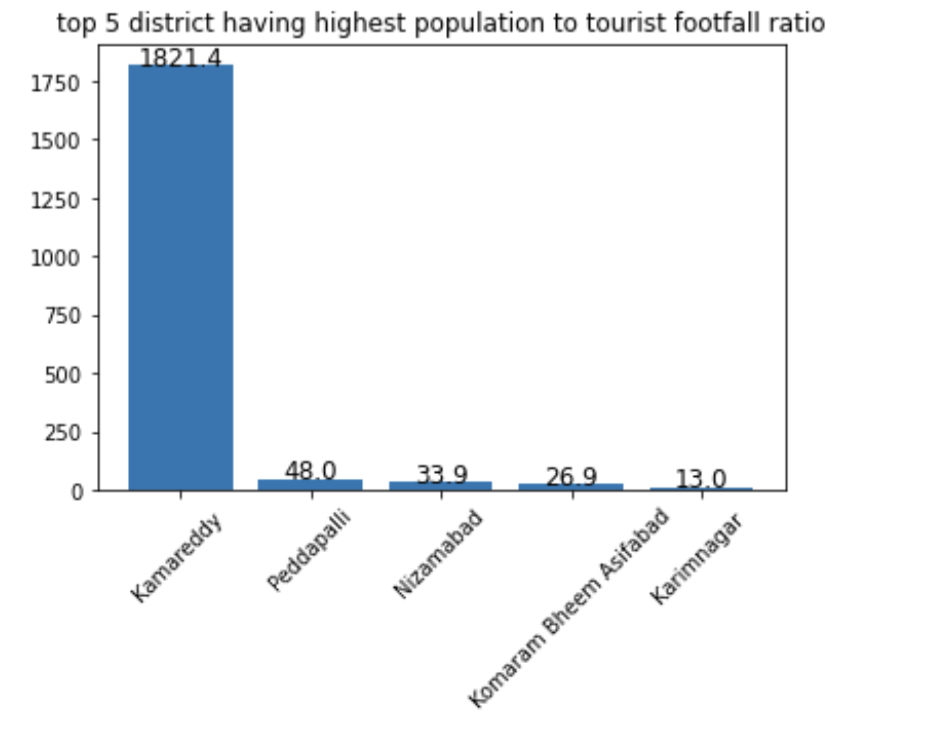 top 5 district having highest population to tourist footfall ratio
1821.4
1750
1500
1250
1000
750
500
250
0
48.0
33.9
26.9
13.0
Kamareddy
Peddapalli
Nizamabad
Komaram Bheem Asifabad
Karimnagar